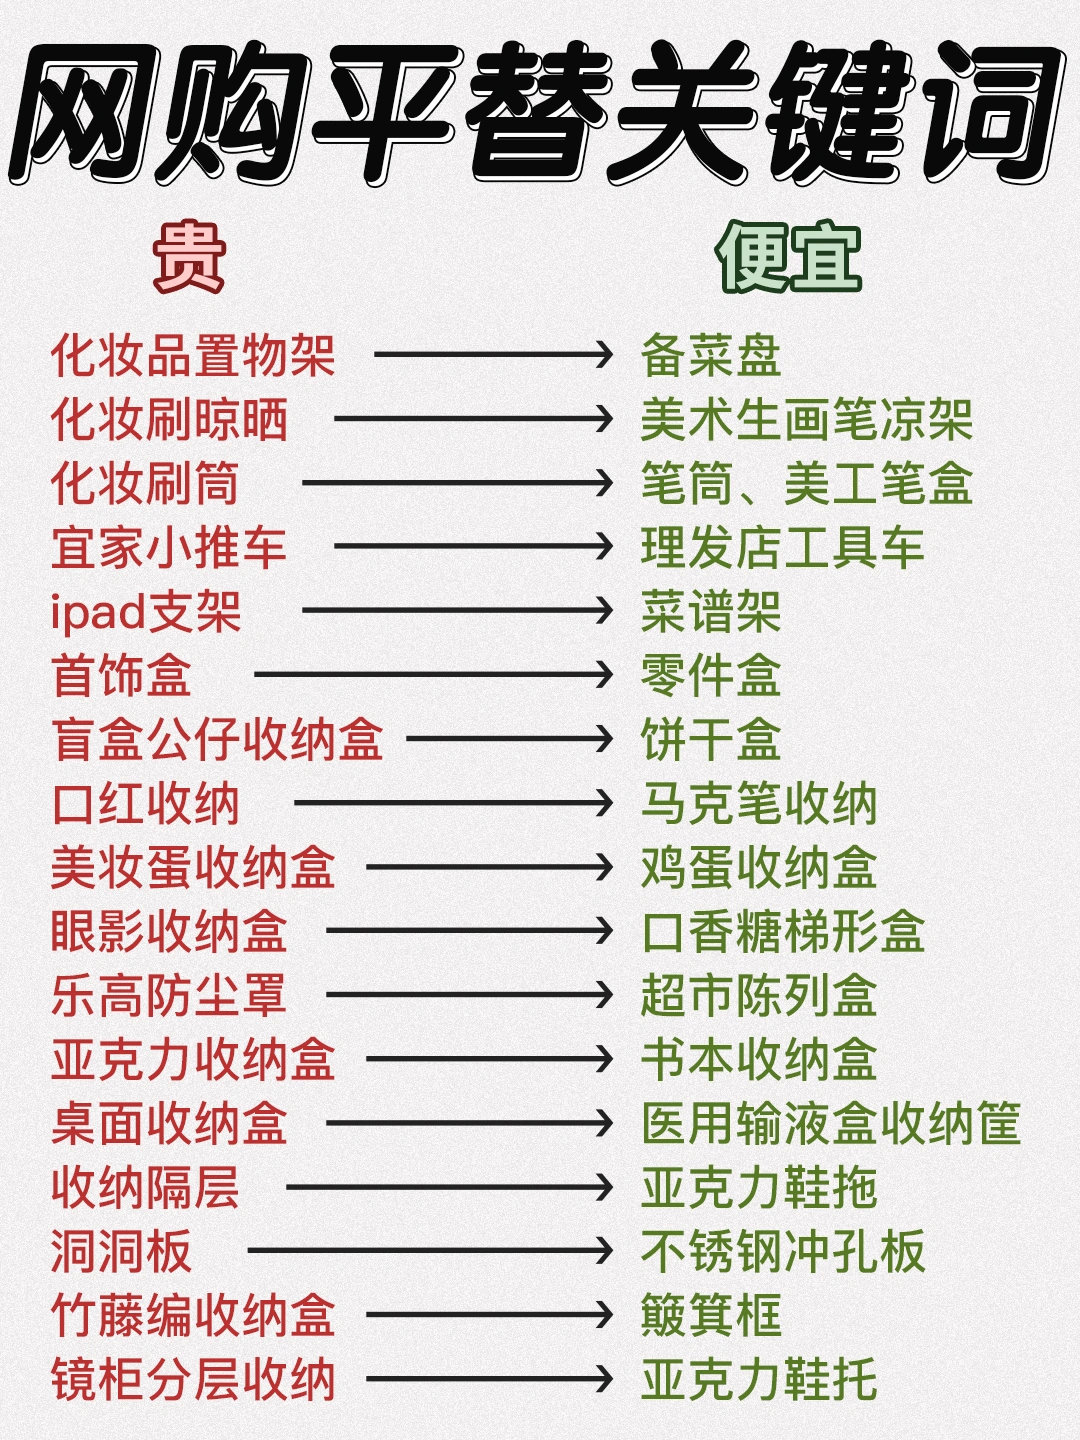 网购平替关键词
贵 便宜
化妆品置物架 → 备菜盘
化妆刷晾晒 → 美术生画笔凉架
化妆刷筒 → 笔筒、美工笔盒
宜家小推车 → 理发店工具车
ipad支架 → 菜谱架
首饰盒 → 零件盒
盲盒公仔收纳盒 → 饼干盒
口红收纳 → 马克笔收纳
美妆蛋收纳盒 → 鸡蛋收纳盒
眼影收纳盒 → 口香糖梯形盒
乐高防尘罩 → 超市陈列盒
亚克力收纳盒 → 书本收纳盒
桌面收纳盒 → 医用输液盒收纳筐
收纳隔层 → 亚克力鞋拖
洞洞板 → 不锈钢冲孔板
竹藤编收纳盒 → 簸箕框
镜柜分层收纳 → 亚克力鞋托